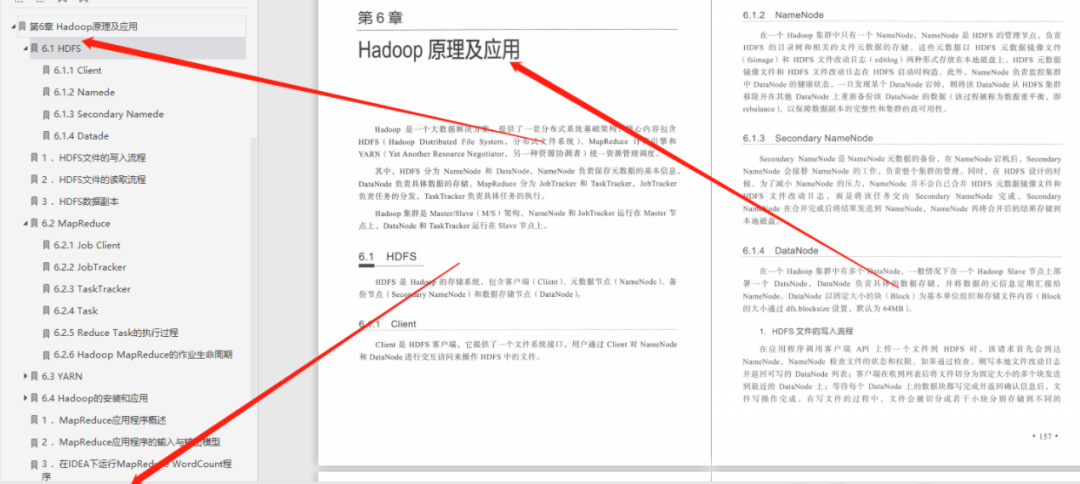 第6章 Hadoop原理及应用
6.1 HDFS
6.1.1 Client
6.1.2 Namede
6.1.3 Secondary Namede
6.1.4 Datade
1 ．HDFS文件的写入流程
2 ．HDFS文件的读取流程
3 ．HDFS数据副本
6.2 MapReduce
6.2.1 Job Client
6.2.2 JobTracker
6.2.3 TaskTracker
6.2.4 Task
6.2.5 Reduce Task的执行过程
6.2.6 Hadoop MapReduce的作业生命周期
6.3 YARN
6.4 Hadoop的安装和应用
1 ．MapReduce应用程序概述
2 ．MapReduce应用程序的输入与输出模型
3 ．在IDEA下运行MapReduce WordCount程
序
第 6 章
Hadoop 原理及应用
Hadoop 是一个大数据解决方案，提供了一套分布式系统基础架构，核心内容包含
HDFS（Hadoop Distributed File System，分布式文件系统）、MapReduce 计算引擎和
YARN（Yet Another Resource Negotiator，另一种资源协调者）统一资源管理调度。
其中，HDFS 分为 NameNode 和 DataNode，NameNode 负责保存元数据的基本信息，
DataNode 负责具体数据的存储。MapReduce 分为 JobTracker 和 TaskTracker，JobTracker
负责任务的分发，TaskTracker 负责具体任务的执行。
Hadoop 集群是 Master/Slave（M/S）架构，NameNode 和 JobTracker 运行在 Master 节
点上，DataNode 和 TaskTracker 运行在 Slave 节点上。
6.1 HDFS
HDFS 是 Hadoop 的存储系统，包含客户端（Client）、元数据节点（NameNode）、备
份节点（Secondary NameNode）和数据存储节点（DataNode）。
6.1.1 Client
Client 是 HDFS 客户端，它提供了一个文件系统接口，用户通过 Client 对 NameNode
和 DataNode 进行交互访问来操作 HDFS 中的文件。
6.1.2 NameNode
在一个 Hadoop 集群中只有一个 NameNode，NameNode 是 HDFS 的管理节点，负责
HDFS 的目录树和相关的文件元数据的存储。这些元数据以 HDFS 元数据镜像文件
（fsimage）和 HDFS 文件改动日志（editlog）两种形式存放在本地磁盘上，HDFS 元数据
镜像文件和 HDFS 文件改动日志在 HDFS 启动时构造。此外，NameNode 负责监控集群
中 DataNode 的健康状态，一旦发现某个 DataNode 宕掉，则将该 DataNode 从 HDFS 集群
移除并在其他 DataNode 上重新备份该 DataNode 的数据（该过程被称为数据重平衡，即
rebalance），以保障数据副本的完整性和集群的高可用性。
6.1.3 Secondary NameNode
Secondary NameNode 是 NameNode 元数据的备份，在 NameNode 宕机后，Secondary
NameNode 会接替 NameNode 的工作，负责整个集群的管理。同时，在 HDFS 设计的时
候，为了减小 NameNode 的压力，NameNode 并不会自己合并 HDFS 元数据镜像文件和
HDFS 文件改动日志，而是将该任务交由 Secondary NameNode 完成。Secondary
NameNode 在合并完成后将结果发送到 NameNode，NameNode 再将合并后的结果存储到
本地磁盘。
6.1.4 DataNode
在一个 Hadoop 集群中有多个 DataNode，一般情况下在一个 Hadoop Slave 节点上部
署一个 DataNode，DataNode 负责具体的数据存储，并将数据的元信息定期汇报给
NameNode。DataNode 以固定大小的块（Block）为基本单位组织和存储文件内容（Block
的大小通过 dfs.blocksize 设置，默认为 64MB）。
1. HDFS 文件的写入流程
在应用程序调用客户端 API 上传一个文件到 HDFS 时，该请求首先会到达
NameNode，NameNode 检查文件的状态和权限。如果通过检查，则写本地文件改动日志
并返回可写的 DataNode 列表；客户端在收到列表后将文件切分为固定大小的多个块发送
到最近的 DataNode 上；等待每个 DataNode 上的数据块都写完成并返回确认信息后，文
件写操作完成。在写文件的过程中，文件会被切分成若干小块分别存储到不同的
• 157 •